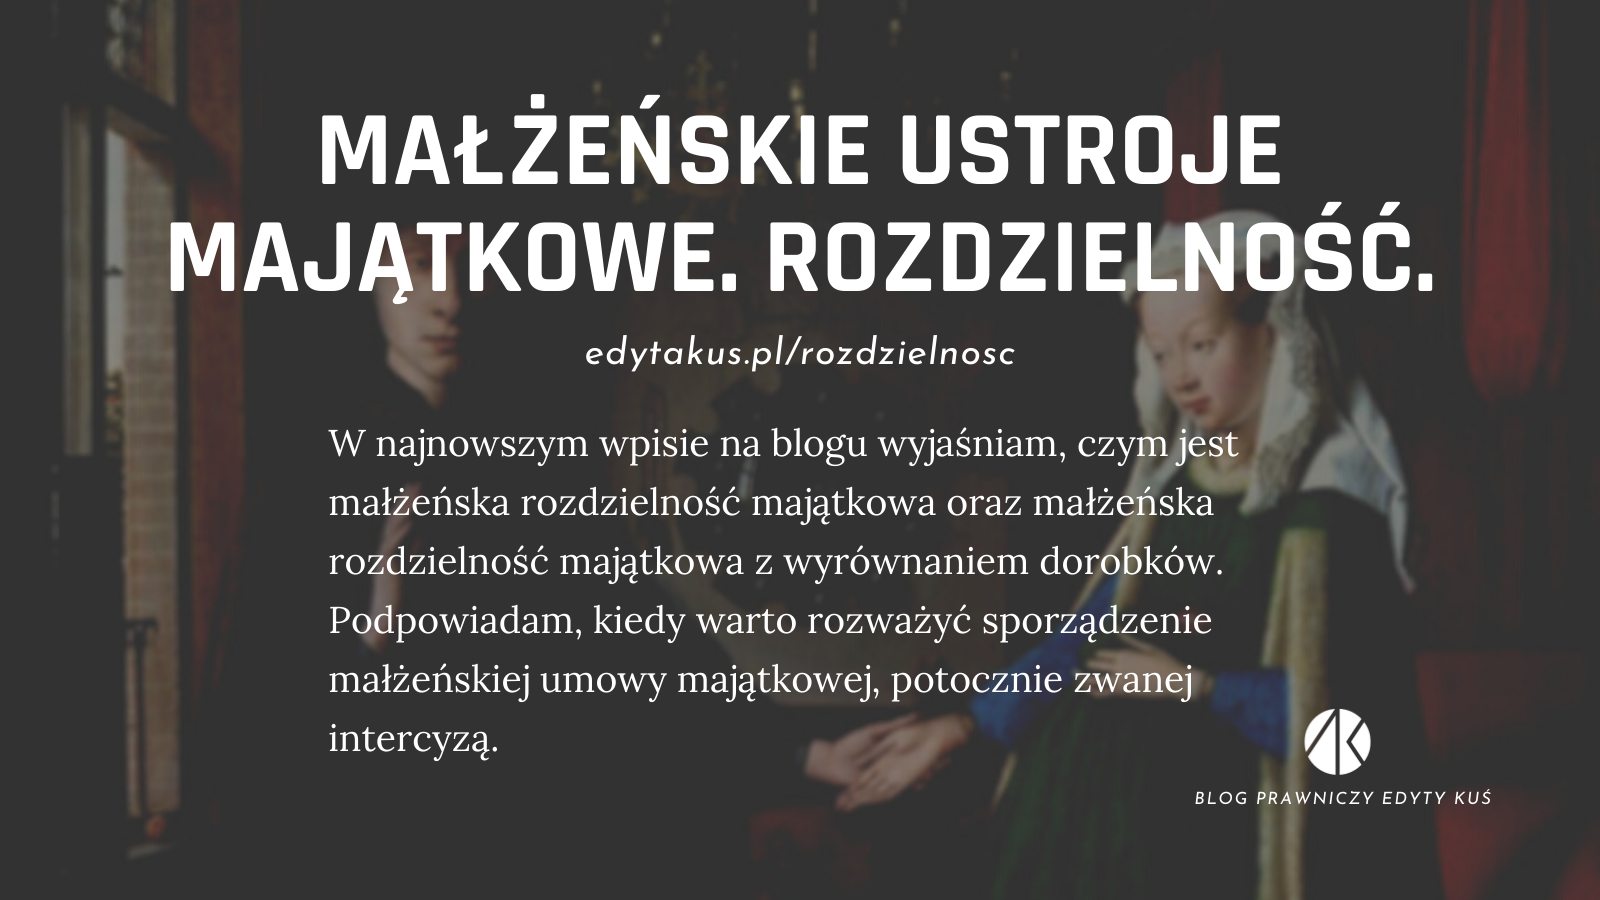 MAŁŻEŃSKIE USTROJE
MAJĄTKOWE. ROZDZIELNOŚĆ.
edytakus.pl/rozdzielnosc
W najnowszym wpisie na blogu wyjaśniam, czym jest
małżeńska rozdzielność majątkowa oraz małżeńska
rozdzielność majątkowa z wyrównaniem dorobków.
Podpowiadam, kiedy warto rozważyć sporządzenie
małżeńskiej umowy majątkowej, potocznie zwanej
intercyzą.
BLOG PRAWNICZY EDYTY KUŚ